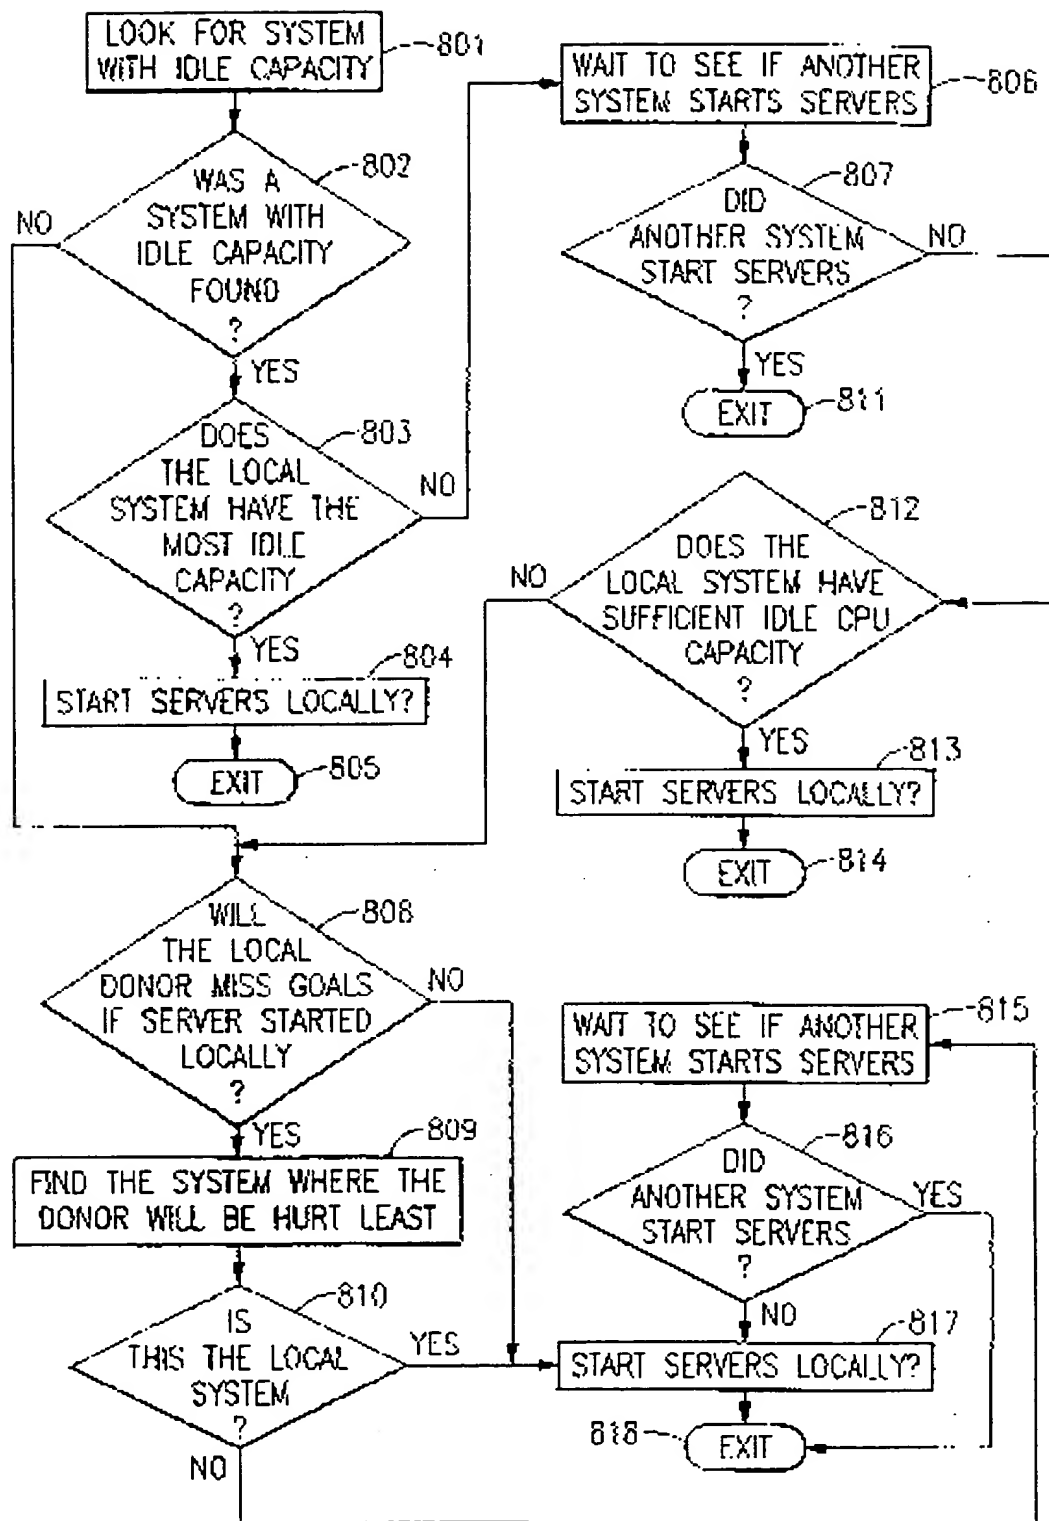 LOOK FOR SYSTEM
WITH IDLE CAPACITY
801
WAS A
SYSTEM WITH
IDLE CAPACITY
FOUND
?
802
NO
YES
DOES
THE LOCAL
SYSTEM HAVE THE
MOST IDLE
CAPACITY
?
803
NO
YES
804
START SERVERS LOCALLY?
EXIT
805
WAIT TO SEE IF ANOTHER
SYSTEM STARTS SERVERS
806
DID
ANOTHER SYSTEM
START SERVERS
?
807
NO
YES
EXIT
811
DOES THE
LOCAL SYSTEM HAVE
SUFFICIENT IDLE CPU
CAPACITY
?
812
NO
YES
813
START SERVERS LOCALLY?
EXIT
814
WILL
THE LOCAL
DONOR MISS GOALS
IF SERVER STARTED
LOCALLY
?
808
NO
YES
809
FIND THE SYSTEM WHERE THE
DONOR WILL BE HURT LEAST
IS
THIS THE LOCAL
SYSTEM
?
810
YES
NO
WAIT TO SEE IF ANOTHER
SYSTEM STARTS SERVERS
815
DID
ANOTHER SYSTEM
START SERVERS
?
816
YES
NO
817
START SERVERS LOCALLY?
818
EXIT